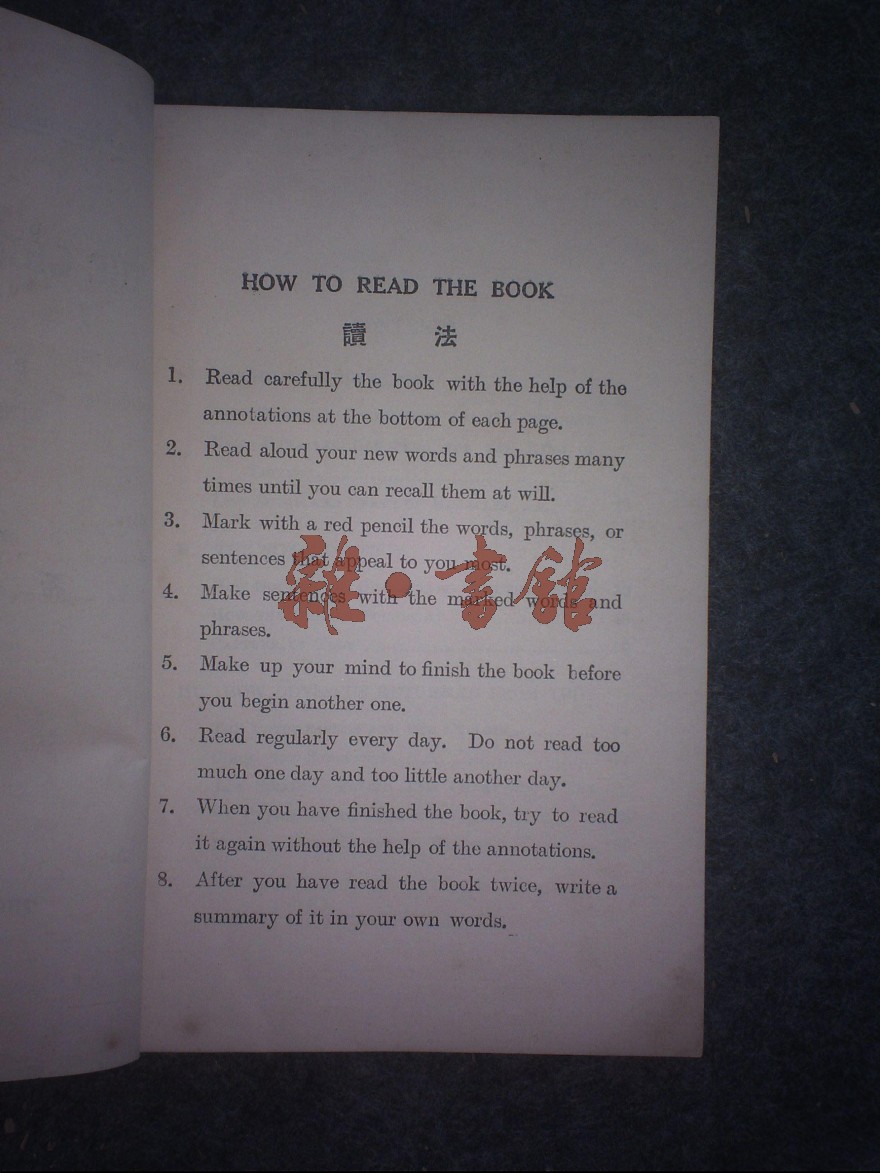 HOW TO READ THE BOOK
讀 法
1. Read carefully the book with the help of the
annotations at the bottom of each page.
2. Read aloud your new words and phrases many
times until you can recall them at will.
3. Mark with a red pencil the words, phrases, or
sentences that appeal to you most.
雜·書館
4. Make sentences with the marked words and
phrases.
5. Make up your mind to finish the book before
you begin another one.
6. Read regularly every day. Do not read too
much one day and too little another day.
7. When you have finished the book, try to read
it again without the help of the annotations.
8. After you have read the book twice, write a
summary of it in your own words.